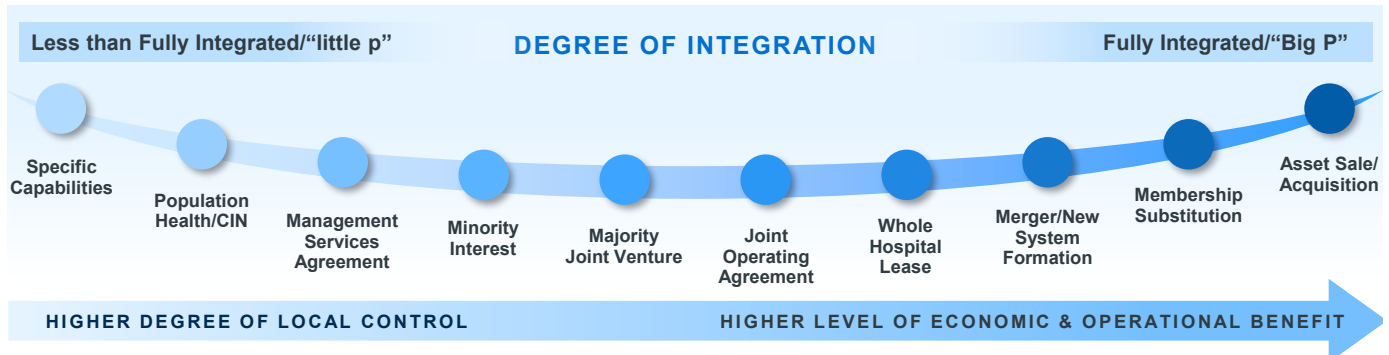 Less than Fully Integrated/“little p”
DEGREE OF INTEGRATION
Fully Integrated/“Big P”
Specific
Capabilities
Population
Health/CIN
Management
Services
Agreement
Minority
Interest
Majority
Joint Venture
Joint
Operating
Agreement
Whole
Hospital
Lease
Merger/New
System
Formation
Membership
Substitution
Asset Sale/
Acquisition
HIGHER DEGREE OF LOCAL CONTROL
HIGHER LEVEL OF ECONOMIC & OPERATIONAL BENEFIT